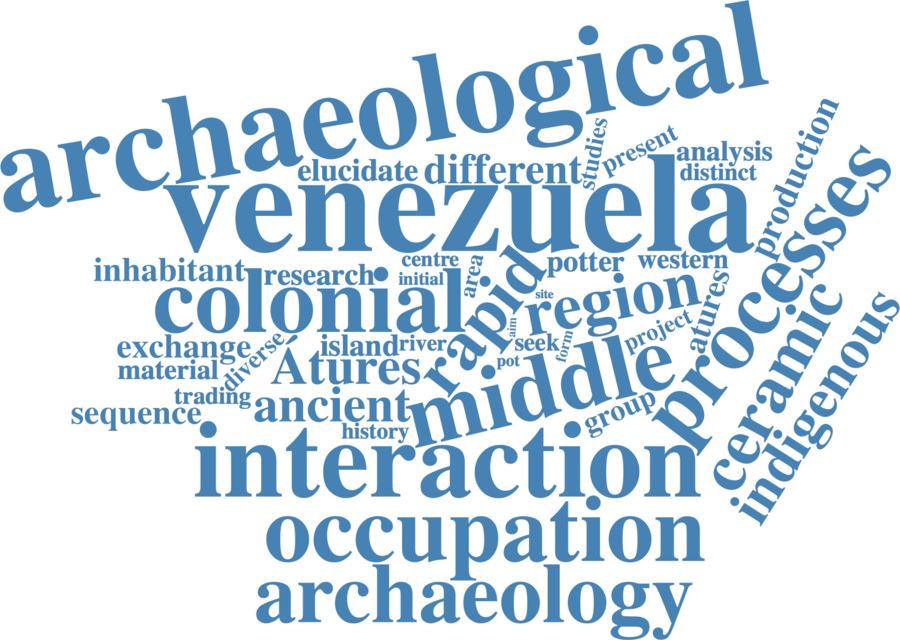 archaeological
studies
present
production
elucidate different
analysis
distinct
venezuela
processes
inhabitant
research
centre
initial
area
rapid
potter
western
colonial
site
region
atures
exchange
diverse
island
river
aim
seek
form
project
ceramic
material
Átures
pot
middle
indigenous
trading
sequence
ancient
history
group
interaction
occupation
archaeology